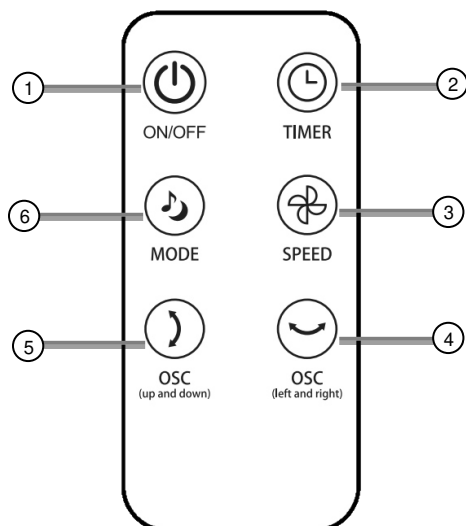 1
2
ON/OFF
TIMER
6
3
MODE
SPEED
5
4
OSC
(up and down)
OSC
(left and right)